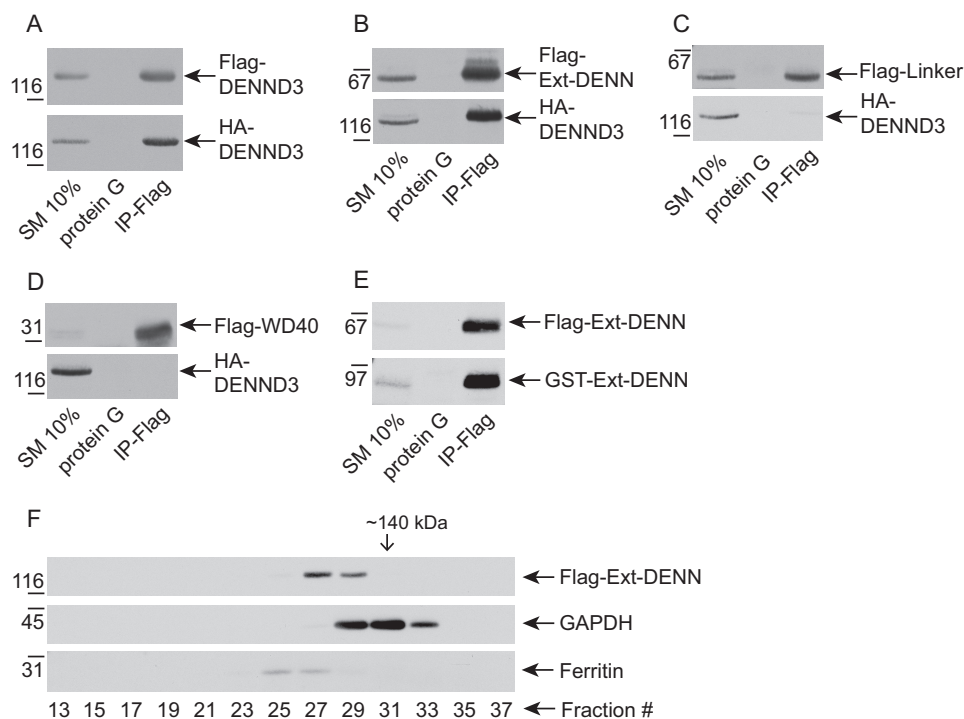 A
116
116
Flag-
DENND3
HA-
DENND3
SM 10%
protein G
IP-Flag
B
67
116
Flag-
Ext-DENN
HA-
DENND3
SM 10%
protein G
IP-Flag
C
67
116
Flag-Linker
HA-
DENND3
SM 10%
protein G
IP-Flag
D
31
116
Flag-WD40
HA-
DENND3
SM 10%
protein G
IP-Flag
E
67
97
Flag-Ext-DENN
GST-Ext-DENN
SM 10%
protein G
IP-Flag
F
~140 kDa
116
Flag-Ext-DENN
45
GAPDH
31
Ferritin
13 15 17 19 21 23 25 27 29 31 33 35 37 Fraction #